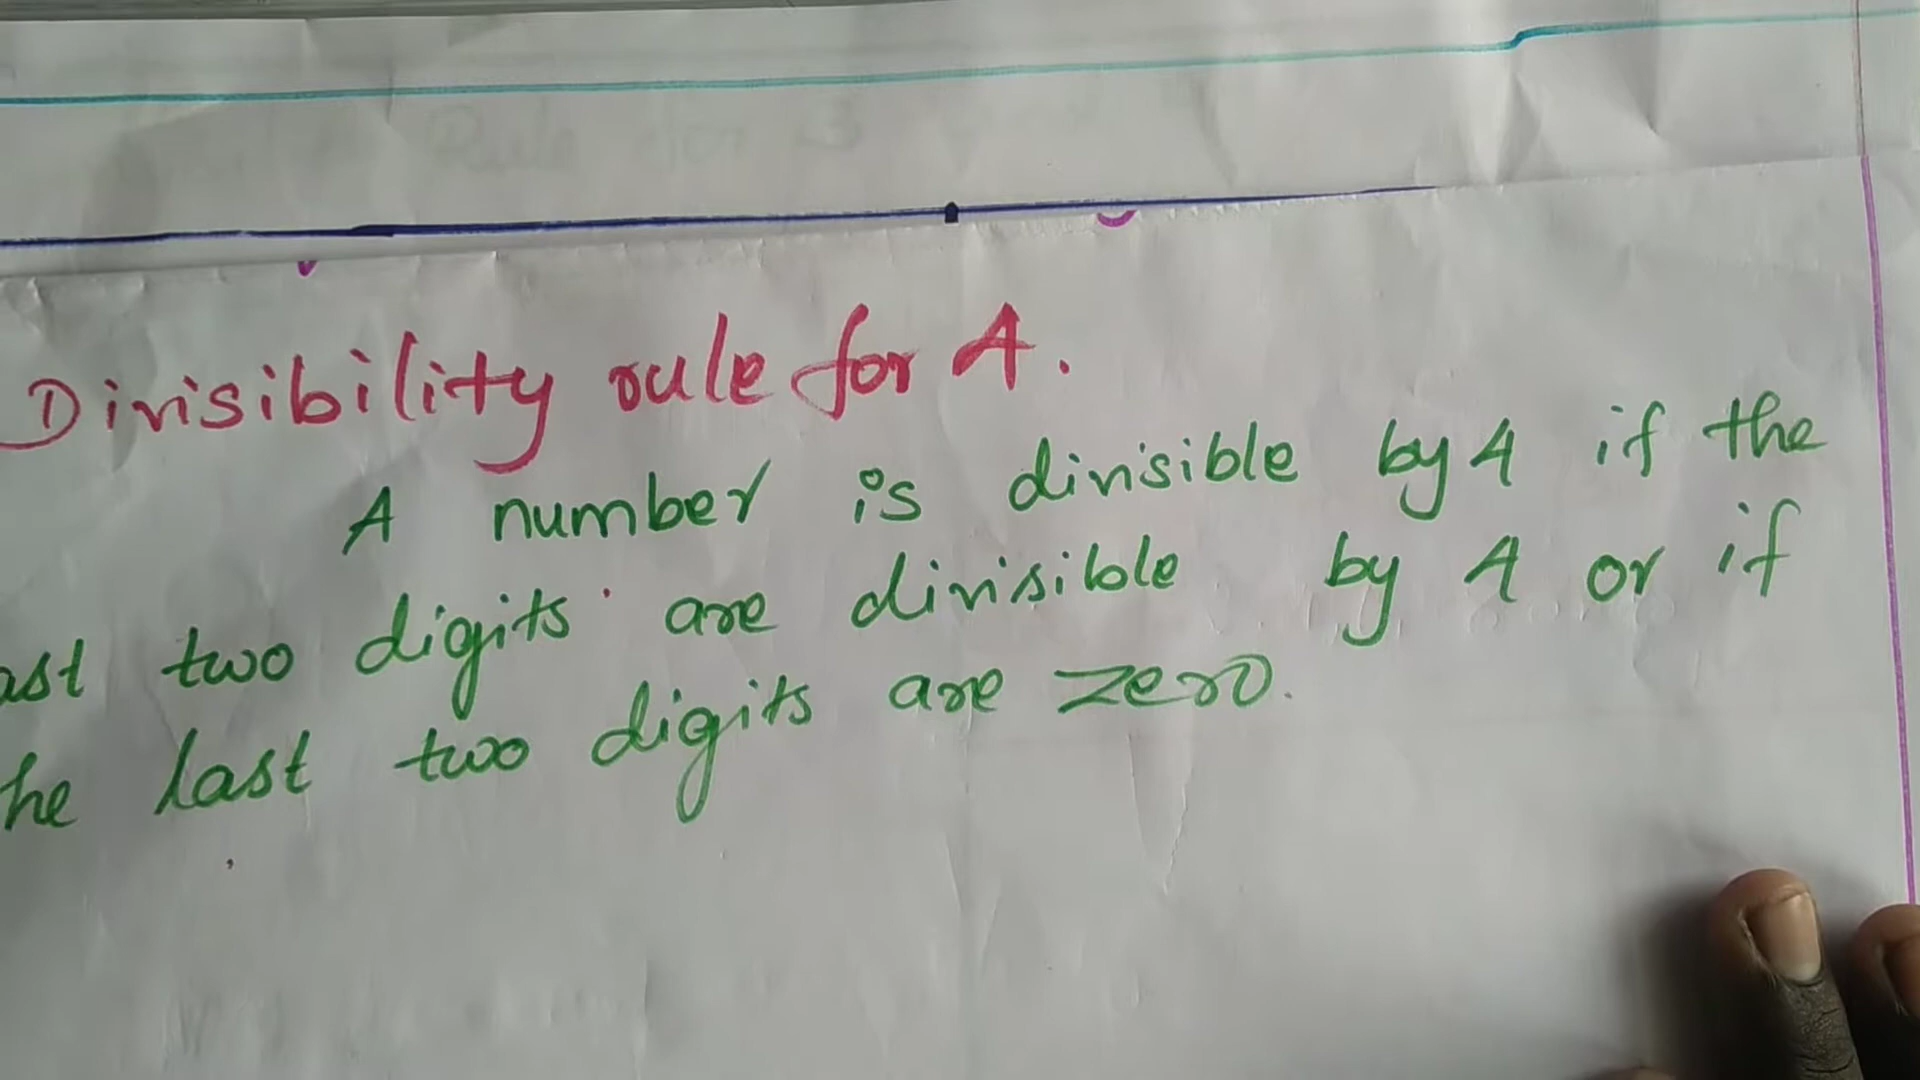 Divisibility rule for 4.
A number is divisible by 4 if the
ast two digits are divisible by 4 or if
he last two digits are zero.